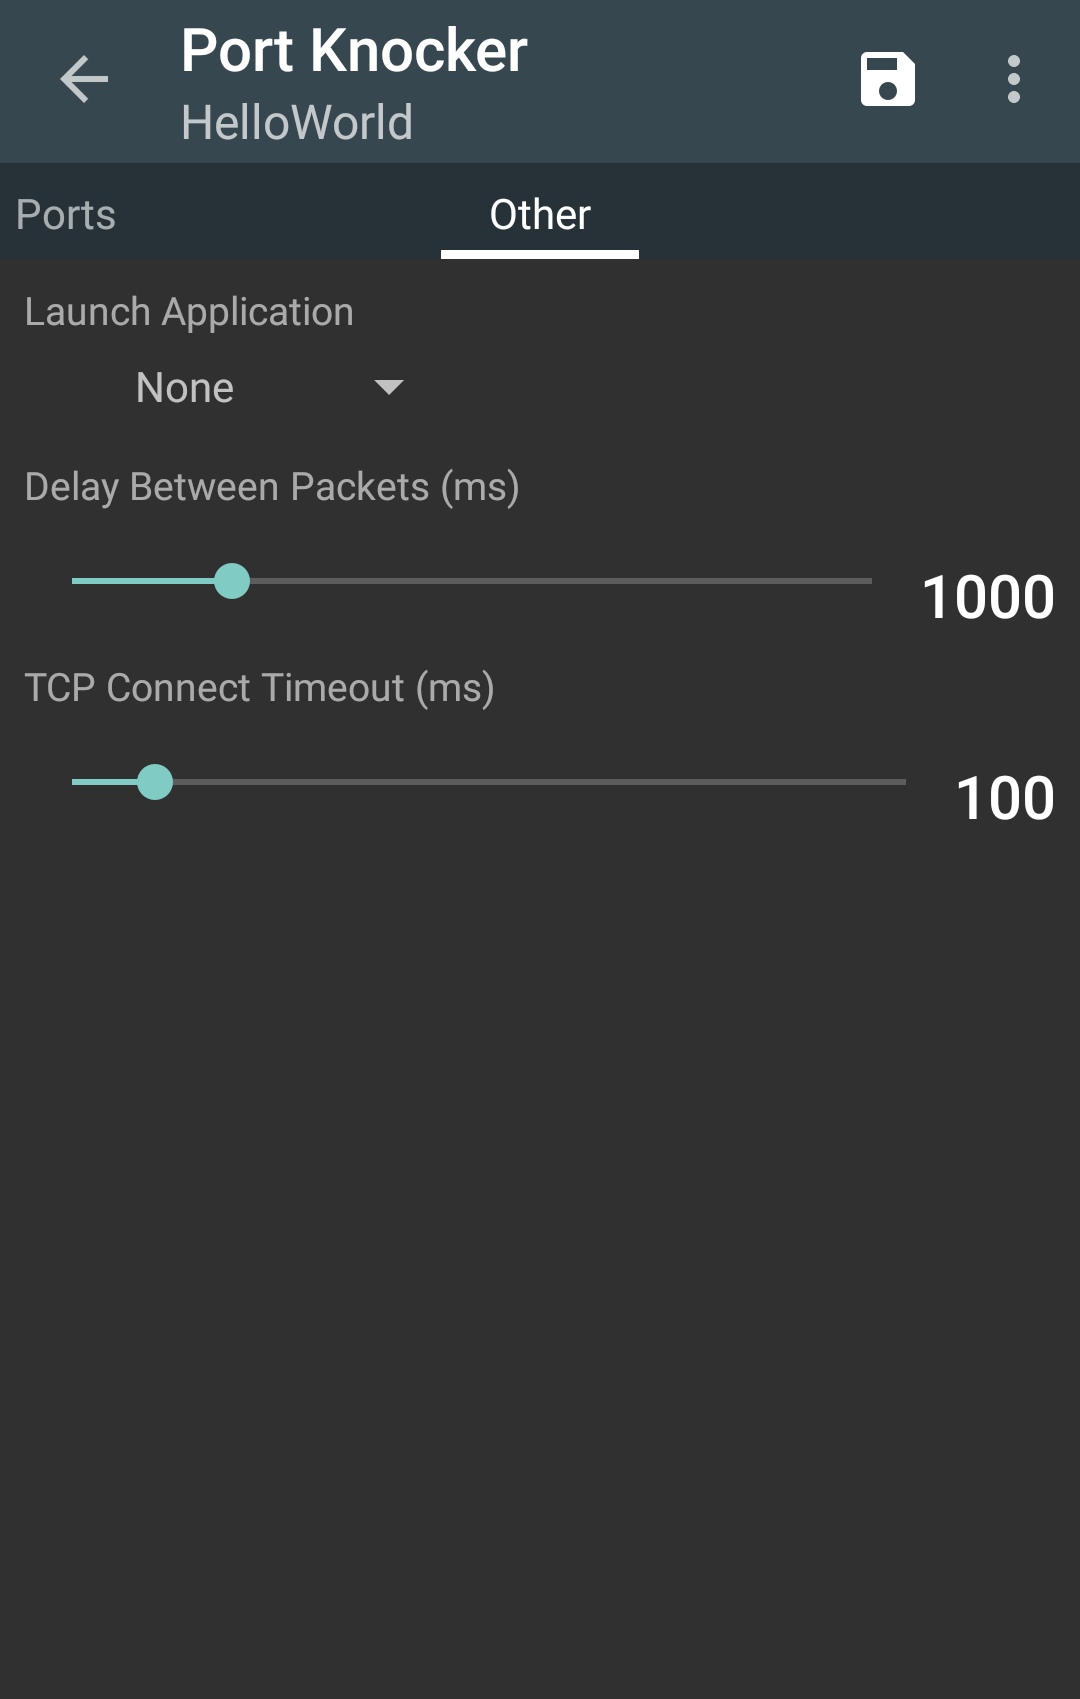 Port Knocker
HelloWorld
Ports
Other
Launch Application
None
Delay Between Packets (ms)
1000
TCP Connect Timeout (ms)
100